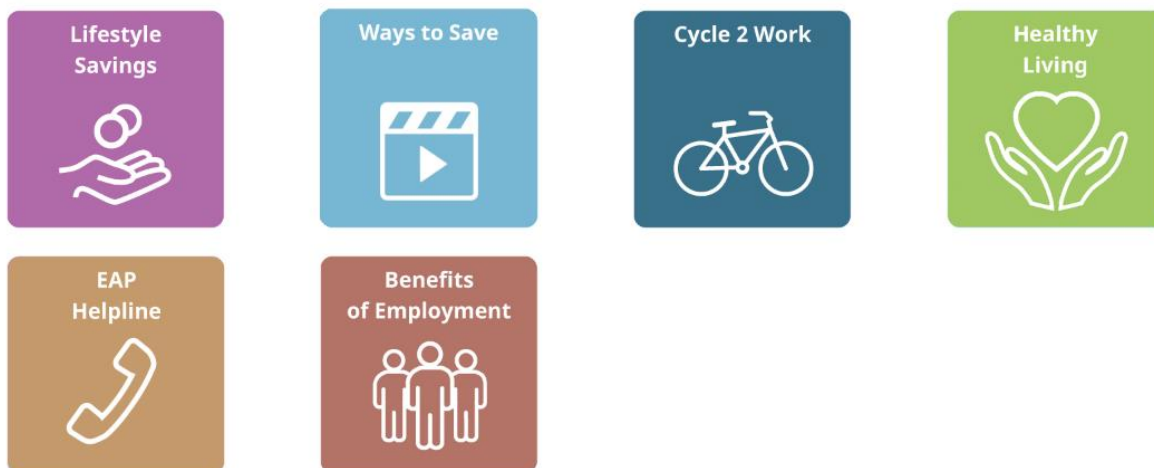 Lifestyle
Savings
Ways to Save
Cycle 2 Work
Healthy
Living
EAP
Helpline
Benefits
of Employment